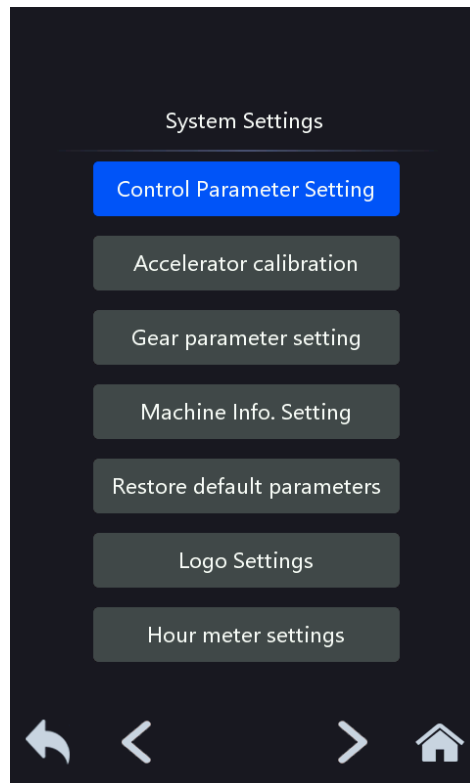 System Settings
Control Parameter Setting
Accelerator calibration
Gear parameter setting
Machine Info. Setting
Restore default parameters
Logo Settings
Hour meter settings